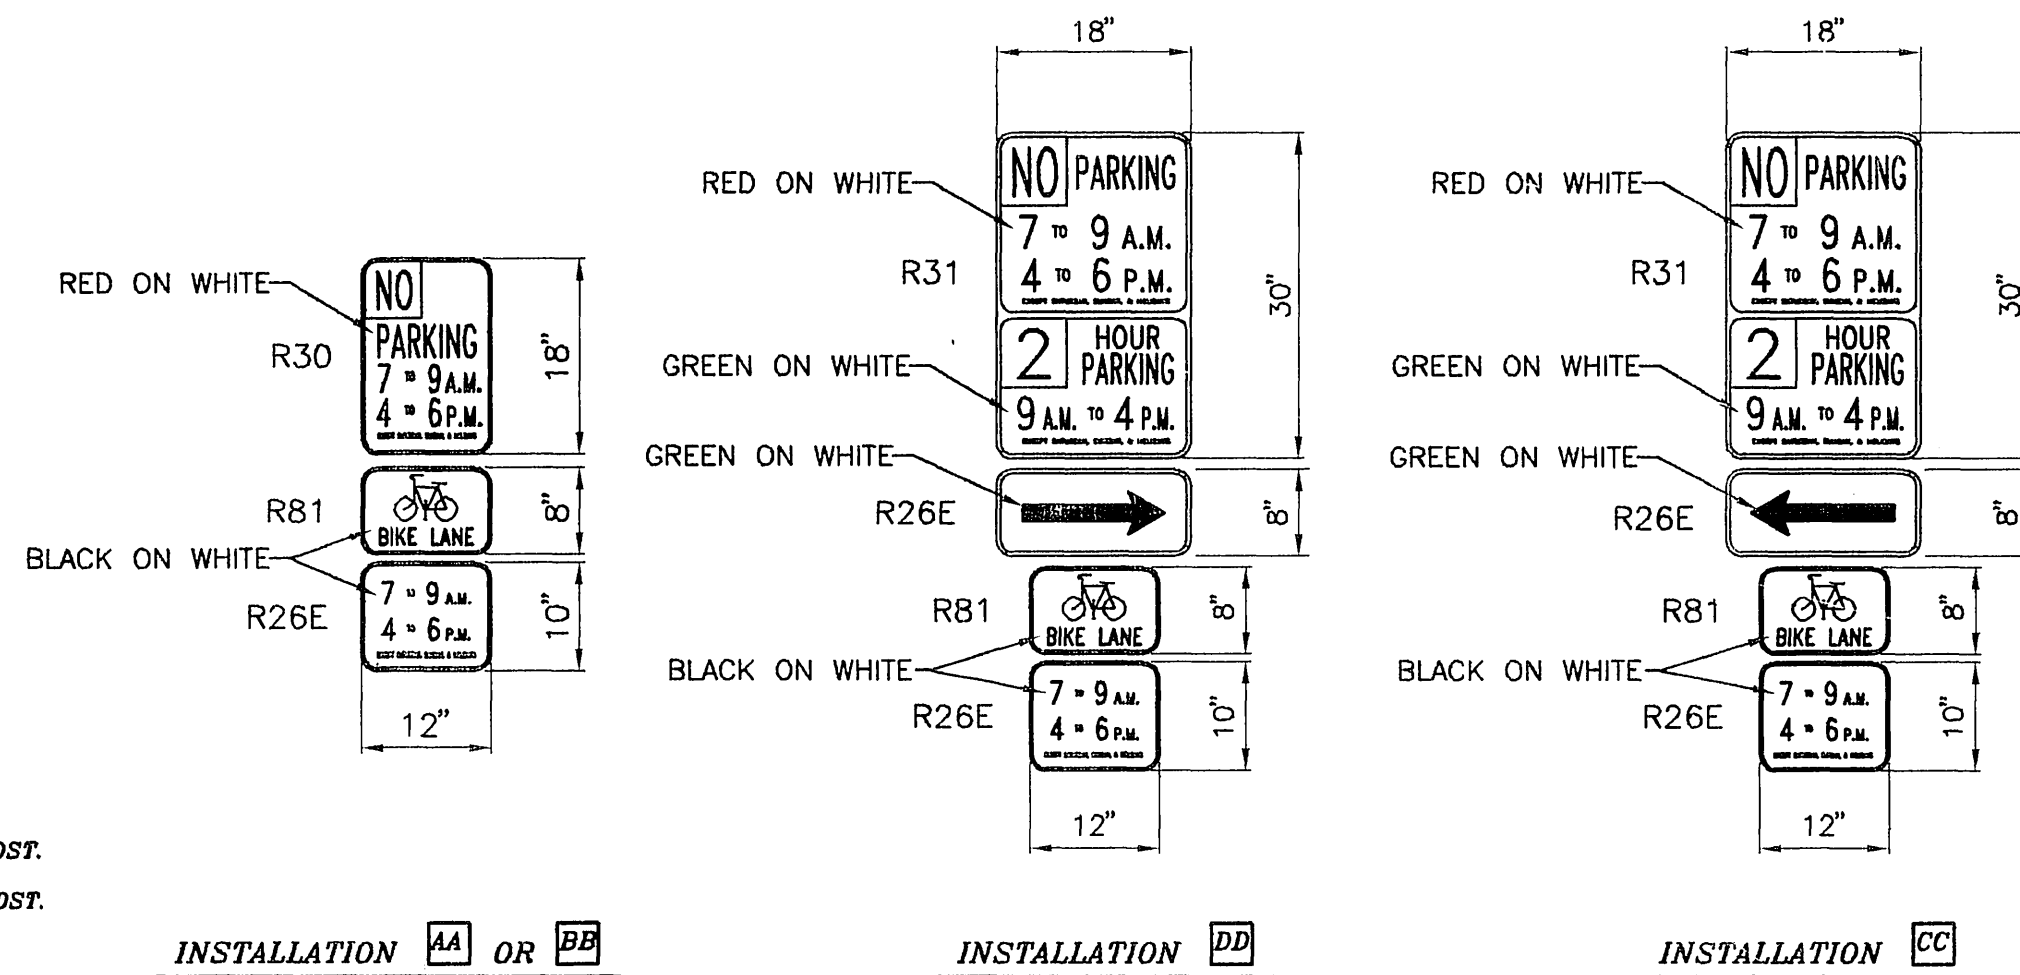 RED ON WHITE
R30
NO
PARKING
7 TO 9 A.M.
4 TO 6 P.M.
18"
R81
BIKE LANE
8"
BLACK ON WHITE
R26E
7 TO 9 A.M.
4 TO 6 P.M.
10"
12"
OST.
OST.
INSTALLATION AA OR BB
18"
RED ON WHITE
R31
NO PARKING
7 TO 9 A.M.
4 TO 6 P.M.
30"
GREEN ON WHITE
2 HOUR
PARKING
9 A.M. TO 4 P.M.
GREEN ON WHITE
R26E
8"
R81
BIKE LANE
8"
BLACK ON WHITE
R26E
7 TO 9 A.M.
4 TO 6 P.M.
10"
12"
INSTALLATION DD
18"
RED ON WHITE
R31
NO PARKING
7 TO 9 A.M.
4 TO 6 P.M.
30"
GREEN ON WHITE
2 HOUR
PARKING
9 A.M. TO 4 P.M.
GREEN ON WHITE
R26E
8"
R81
BIKE LANE
8"
BLACK ON WHITE
R26E
7 TO 9 A.M.
4 TO 6 P.M.
10"
12"
INSTALLATION CC